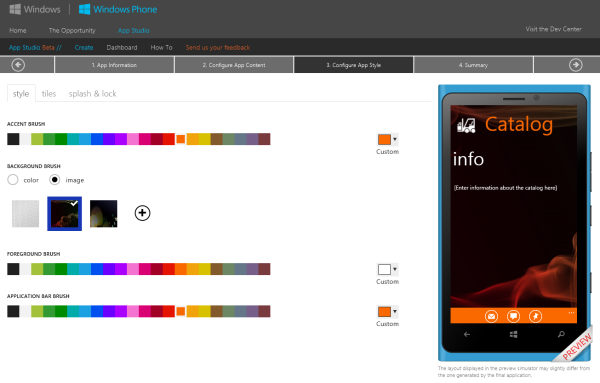 Windows | Windows Phone
Home The Opportunity App Studio Visit the Dev Center
App Studio Beta // Create Dashboard How To Send us your feedback
1. App Information 2. Configure App Content 3. Configure App Style 4. Summary
style tiles splash & lock
ACCENT BRUSH
Custom
BACKGROUND BRUSH
color image
FOREGROUND BRUSH
Custom
APPLICATION BAR BRUSH
Custom
Catalog
info
[Enter information about the catalog here]
PREVIEW
The layout displayed in the preview simulator may slightly differ from
the one generated by the final application.